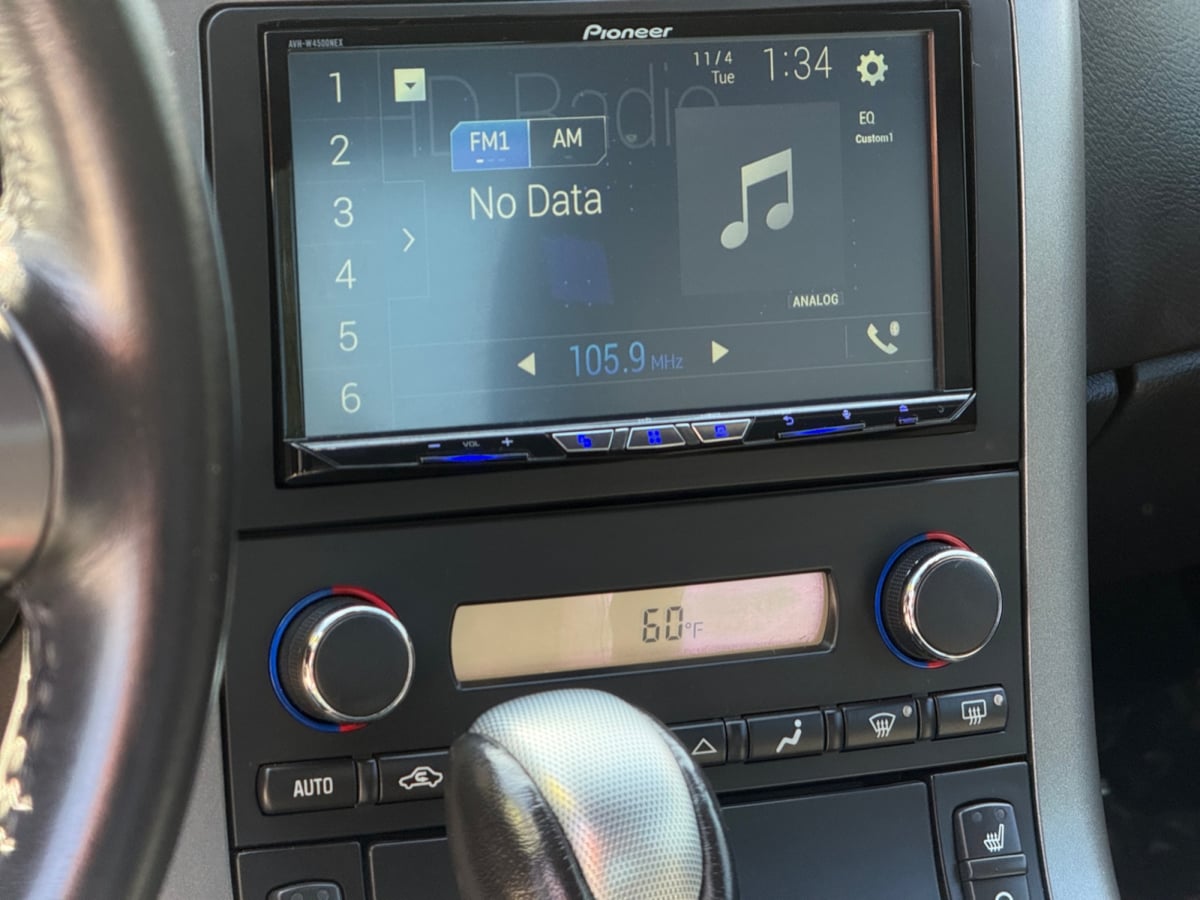 Pioneer
AVH-W4500NEX
HD Radio
11/4
Tue
1:34
1
2
3
4
5
6
FM1
AM
No Data
EQ
Custom1
ANALOG
105.9 MHz
VOL
60°F
AUTO